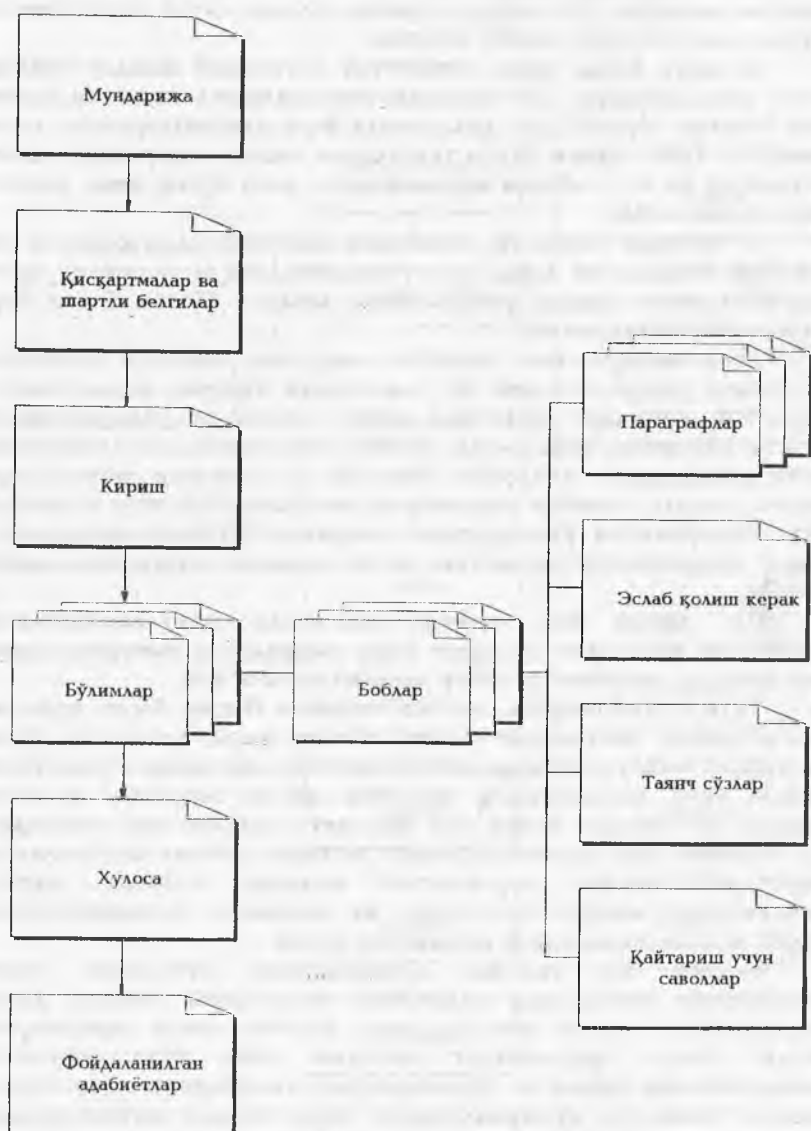 Мундарижа
Қисқартмалар ва
шартли белгилар
Кириш
Бўлимлар
Хулоса
Фойдаланилган
адабиётлар
Боблар
Параграфлар
Эслаб қолиш керак
Таянч сўзлар
Қайтариш учун
саволлар